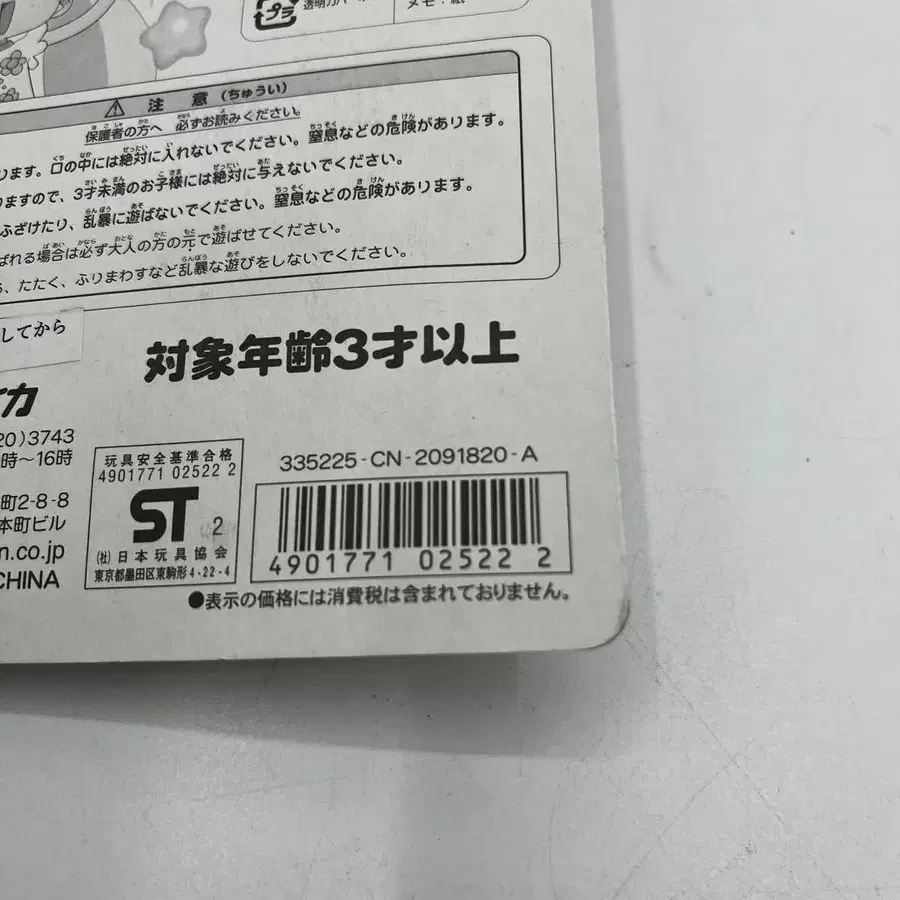 プラ
メモ：紙
注 意 (ちゅうい)
保護者の方へ 必ずお読みください。
ります。口の中には絶対に入れないでください。窒息などの危険があります。
りますので、3才未満のお子様には絶対に与えないでください。
ふざけたり、乱暴に遊ばないでください。窒息などの危険があります。
ばれる場合は必ず大人の方の元で遊ばせてください。
、たたく、ふりまわすなど乱暴な遊びをしないでください。
してから
対象年齢3才以上
イカ
20)3743
時〜16時
町2-8-8
本町ビル
n.co.jp
CHINA
玩具安全基準合格
4901771 02522 2
ST 2
(社)日本玩具協会
東京都墨田区東駒形4-22-4
335225-CN-2091820-A
4901771 02522 2
●表示の価格には消費税は含まれておりません。